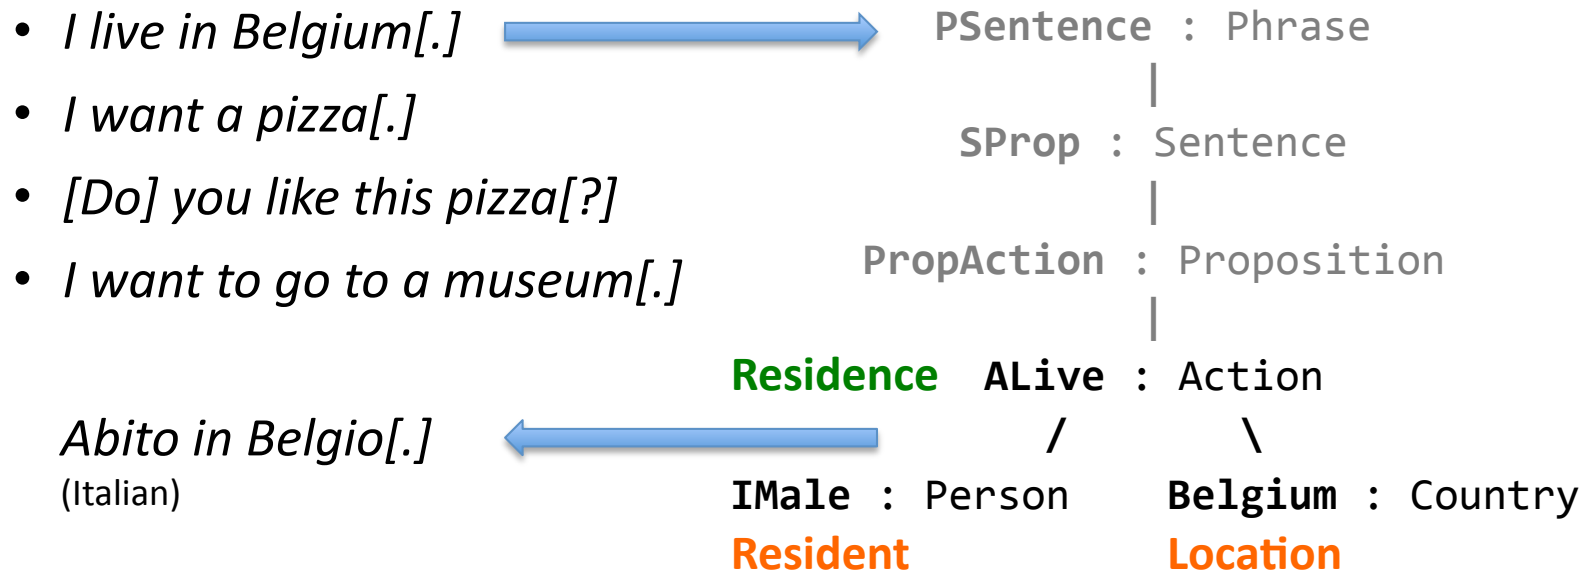 • I live in Belgium[.]
• I want a pizza[.]
• [Do] you like this pizza[?]
• I want to go to a museum[.]
Abito in Belgio[.]
(Italian)
PSentence : Phrase
|
SProp : Sentence
|
PropAction : Proposition
|
Residence ALive : Action
/ \
IMale : Person Belgium : Country
Resident Location